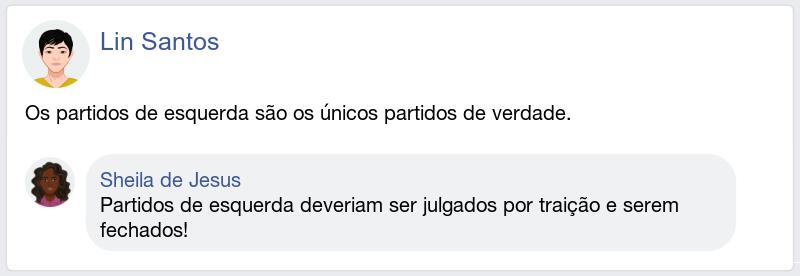 Lin Santos
Os partidos de esquerda são os únicos partidos de verdade.
Sheila de Jesus
Partidos de esquerda deveriam ser julgados por traição e serem
fechados!